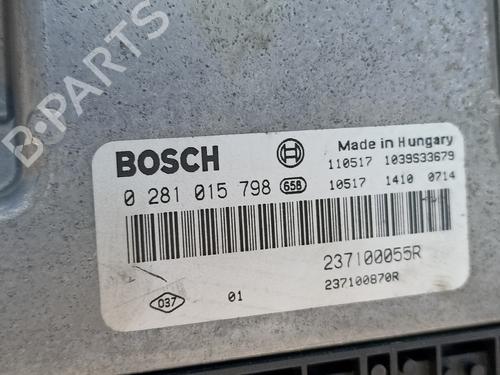 B-PARTS
BOSCH
Made in Hungary
110517 1039S33679
0 281 015 798 658 10517 1410 0714
237100055R
237100870R
037 01